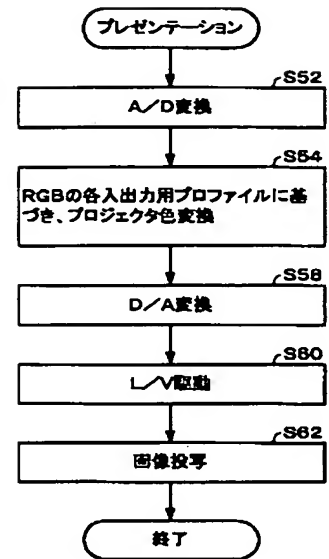 プレゼンテーション
S52
A/D変換
S54
RGBの各入出力用プロファイルに基
づき、プロジェクタ色変換
S58
D/A変換
S60
L/V駆動
S62
画像投写
終了